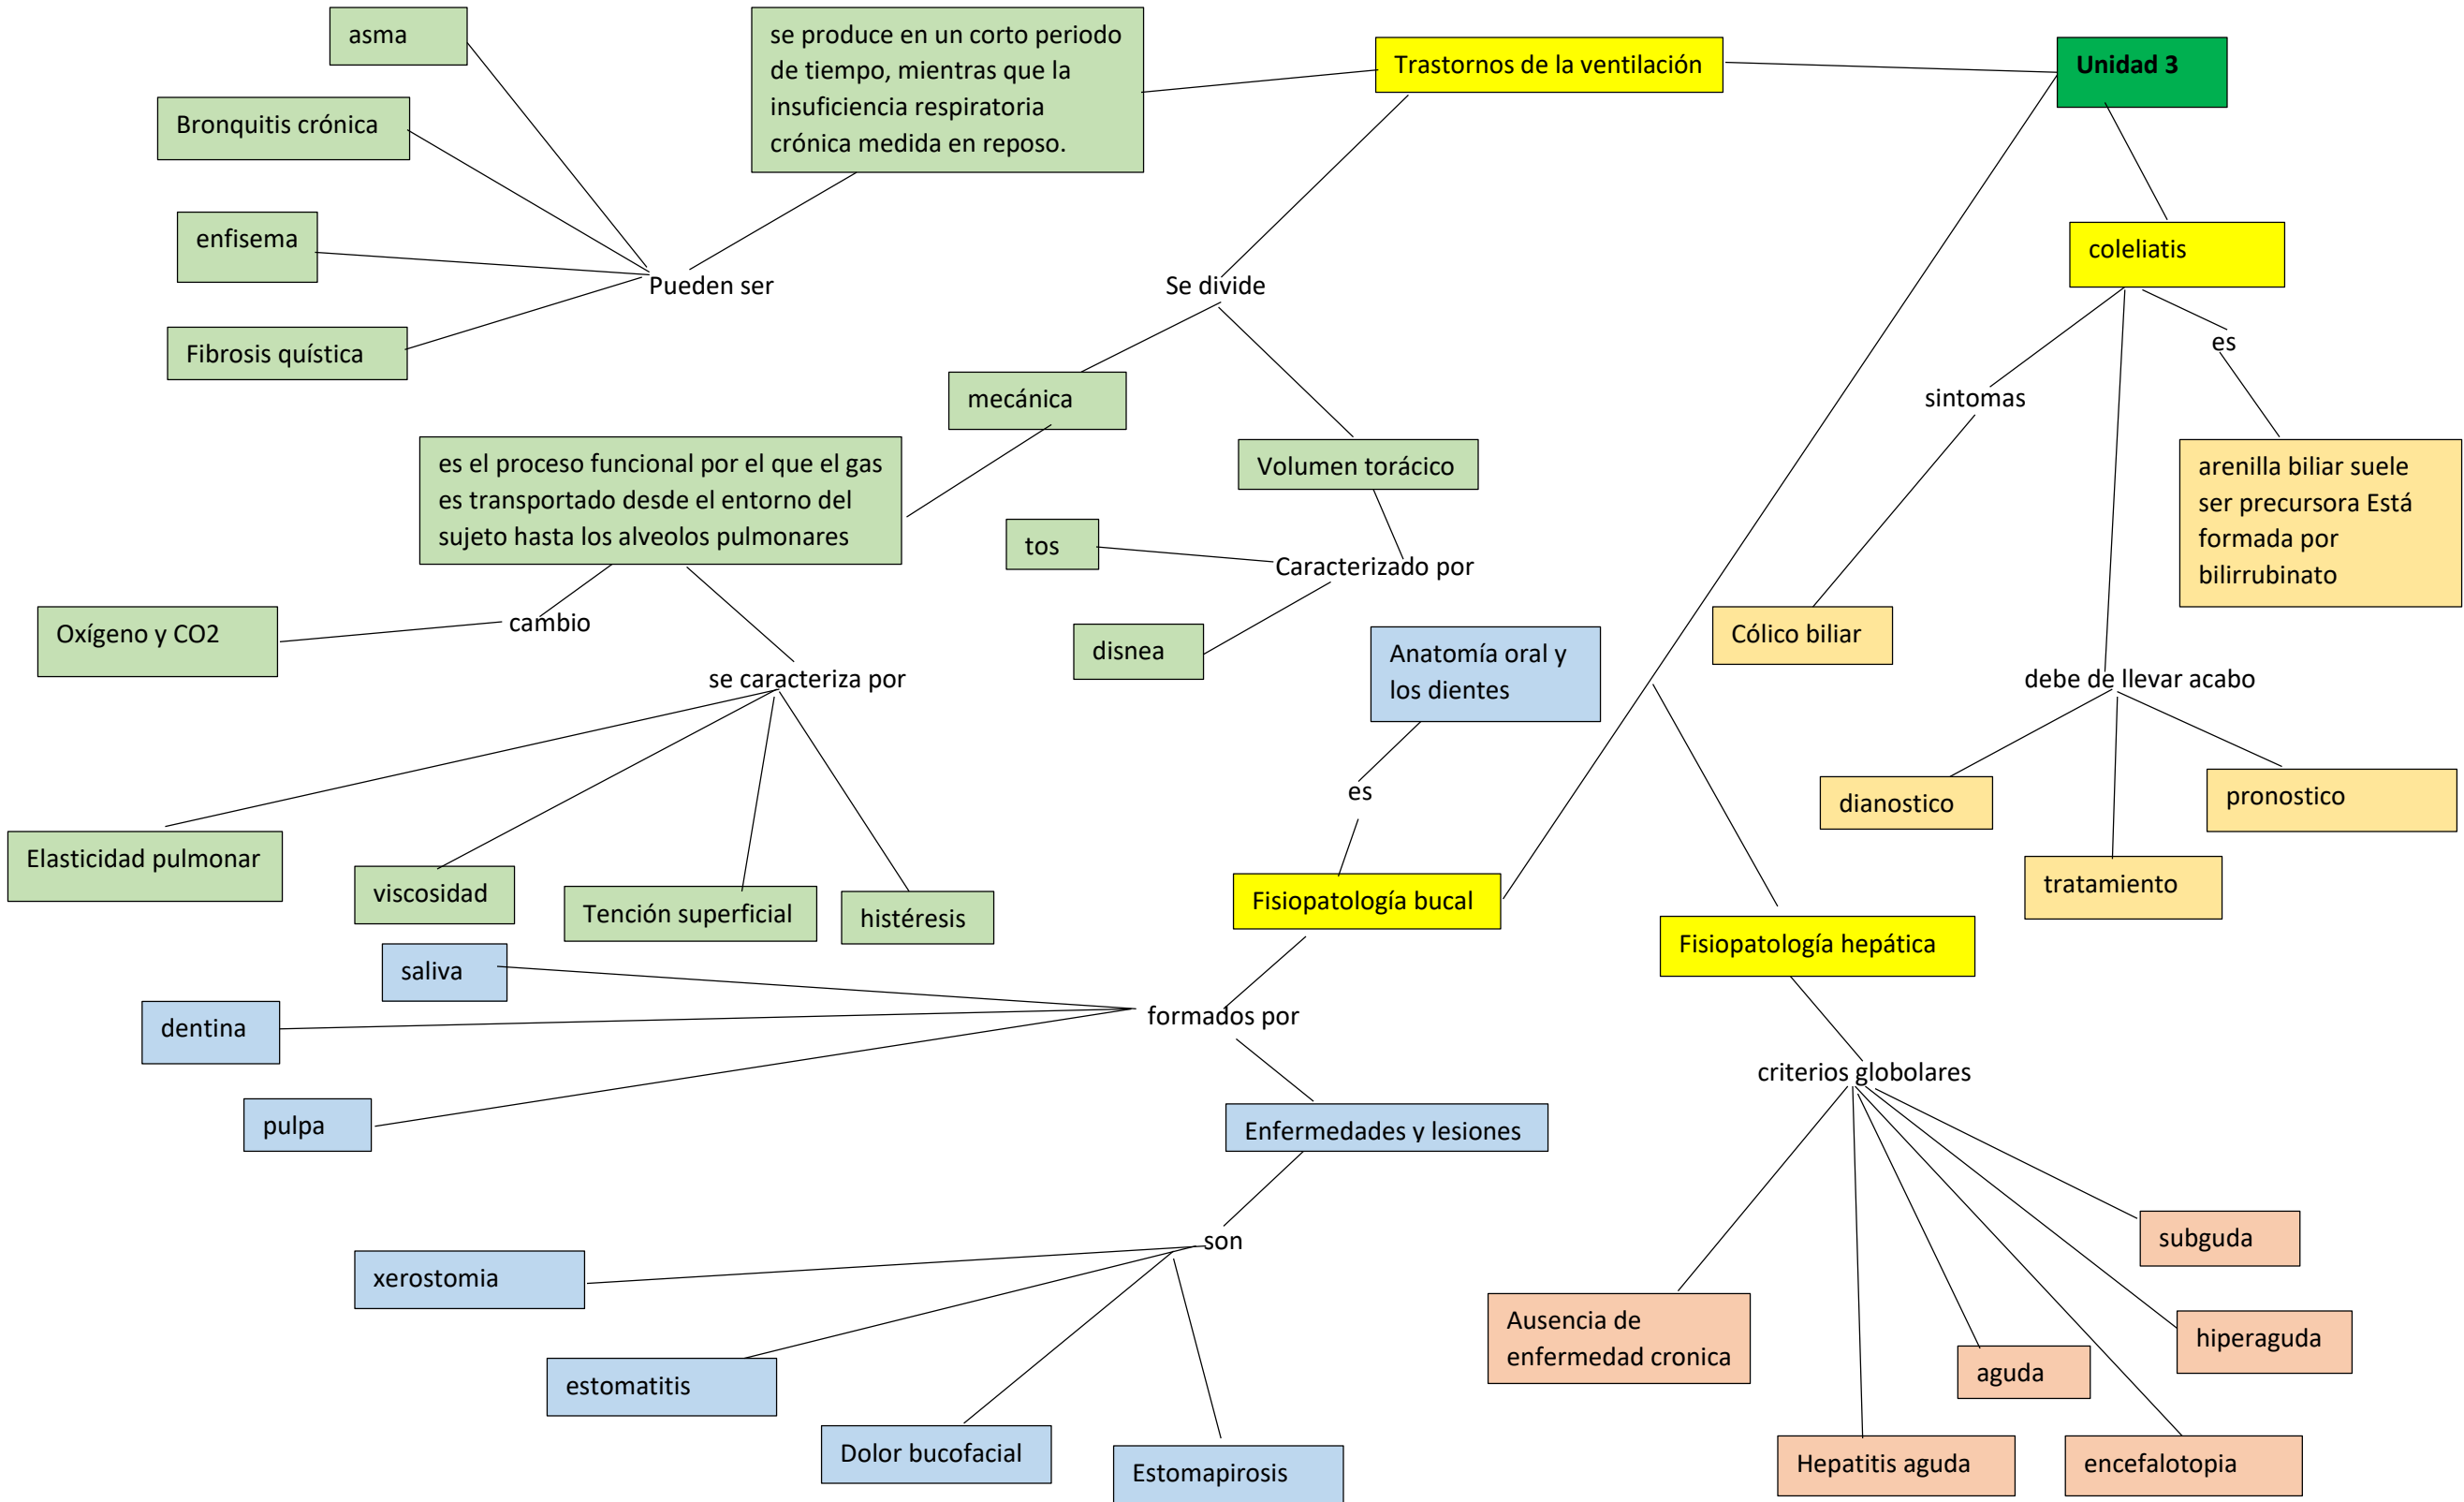 Unidad 3
Trastornos de la ventilación
se produce en un corto periodo
de tiempo, mientras que la
insuficiencia respiratoria
crónica medida en reposo.
Pueden ser
asma
Bronquitis crónica
enfisema
Fibrosis quística
Se divide
mecánica
es el proceso funcional por el que el gas
es transportado desde el entorno del
sujeto hasta los alveolos pulmonares
cambio
Oxígeno y CO2
se caracteriza por
Elasticidad pulmonar
viscosidad
Tención superficial
histéresis
Volumen torácico
Caracterizado por
tos
disnea
coleliatis
es
arenilla biliar suele
ser precursora Está
formada por
bilirrubinato
sintomas
Cólico biliar
debe de llevar acabo
dianostico
tratamiento
pronostico
Fisiopatología bucal
es
Anatomía oral y
los dientes
formados por
saliva
dentina
pulpa
Enfermedades y lesiones
son
xerostomia
estomatitis
Dolor bucofacial
Estomapirosis
Fisiopatología hepática
criterios globolares
Ausencia de
enfermedad cronica
Hepatitis aguda
aguda
encefalotopia
hiperaguda
subguda